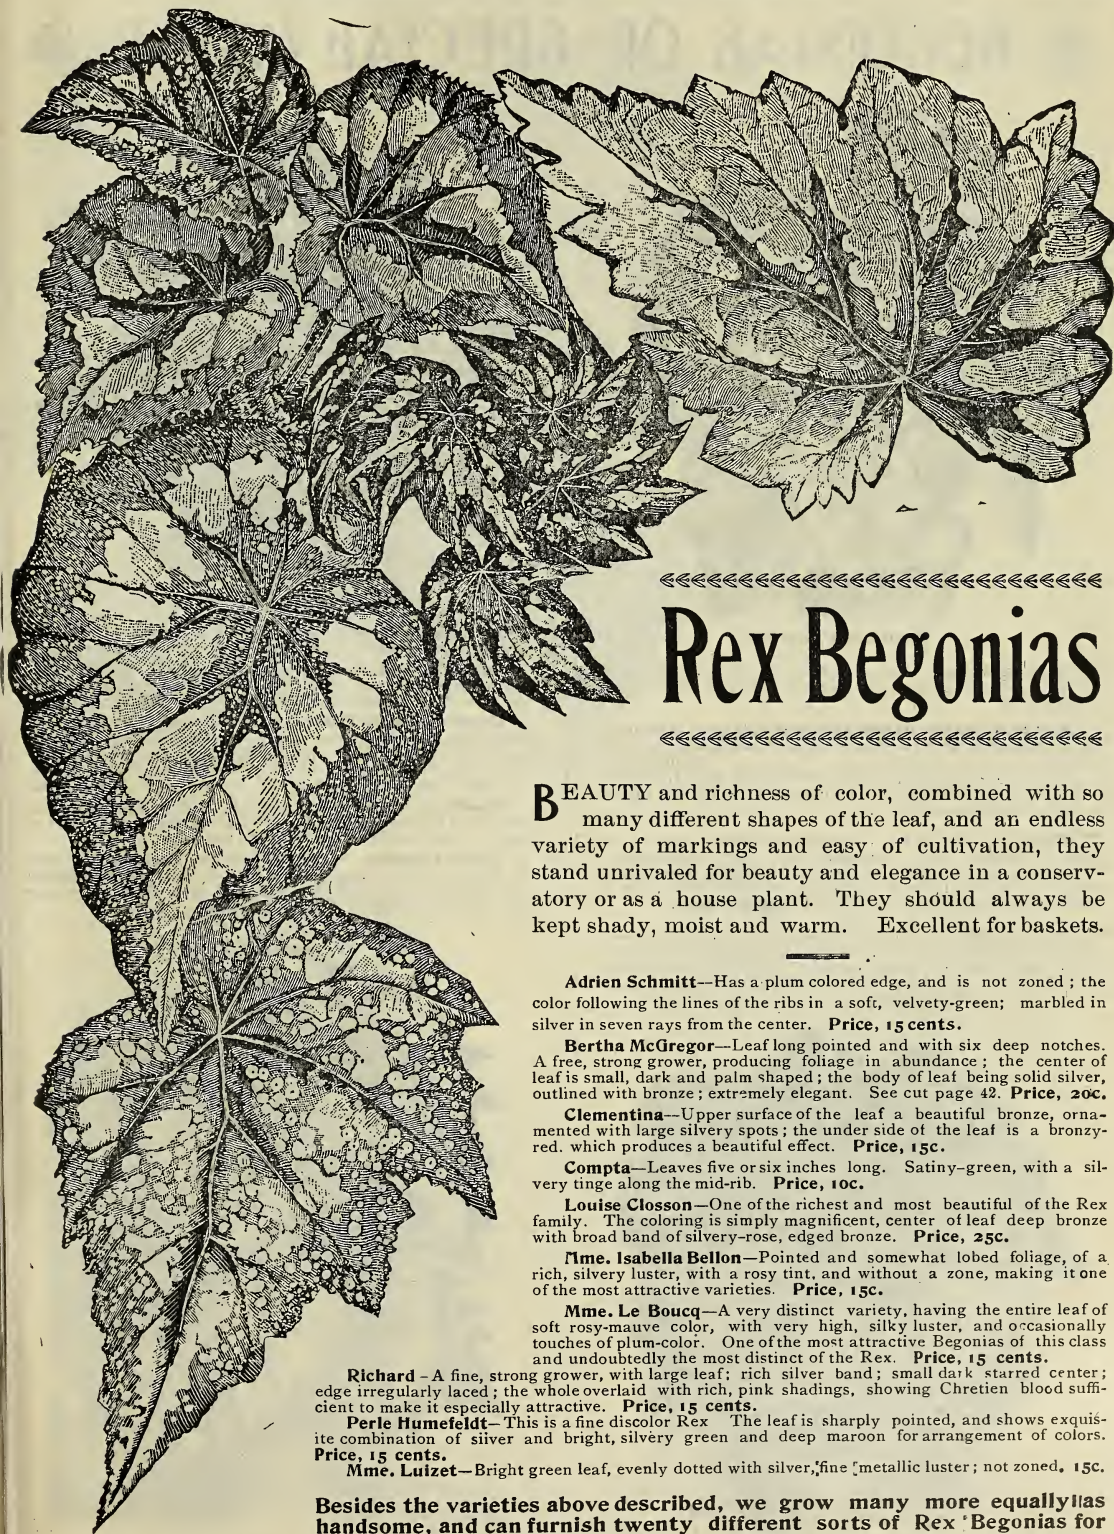 Rex Begonias
BEAUTY and richness of color, combined with so
many different shapes of the leaf, and an endless
variety of markings and easy of cultivation, they
stand unrivaled for beauty and elegance in a conserv-
atory or as a house plant. They should always be
kept shady, moist and warm. Excellent for baskets.
Adrien Schmitt—Has a plum colored edge, and is not zoned ; the
color following the lines of the ribs in a soft, velvety-green; marbled in
silver in seven rays from the center. Price, 15 cents.
Bertha McGregor—Leaf long pointed and with six deep notches.
A free, strong grower, producing foliage in abundance ; the center of
leaf is small, dark and palm shaped ; the body of leaf being solid silver,
outlined with bronze ; extremely elegant. See cut page 42. Price, 20c.
Clementina—Upper surface of the leaf a beautiful bronze, orna-
mented with large silvery spots ; the under side of the leaf is a bronzy-
red. which produces a beautiful effect. Price, 15c.
Compta—Leaves five or six inches long. Satiny-green, with a sil-
very tinge along the mid-rib. Price, 10c.
Louise Closson—One of the richest and most beautiful of the Rex
family. The coloring is simply magnificent, center of leaf deep bronze
with broad band of silvery-rose, edged bronze. Price, 25c.
Mme. Isabella Bellon—Pointed and somewhat lobed foliage, of a
rich, silvery luster, with a rosy tint, and without a zone, making it one
of the most attractive varieties. Price, 15c.
Mme. Le Boucq—A very distinct variety, having the entire leaf of
soft rosy-mauve color, with very high, silky luster, and occasionally
touches of plum-color. One of the most attractive Begonias of this class
and undoubtedly the most distinct of the Rex. Price, 15 cents.
Richard - A fine, strong grower, with large leaf; rich silver band ; small dark starred center ;
edge irregularly laced ; the whole overlaid with rich, pink shadings, showing Chretien blood suffi-
cient to make it especially attractive. Price, 15 cents.
Perle Humefeldt—This is a fine discolor Rex The leaf is sharply pointed, and shows exquis-
ite combination of silver and bright, silvery green and deep maroon for arrangement of colors.
Price, 15 cents.
Mme. Luizet—Bright green leaf, evenly dotted with silver, fine metallic luster ; not zoned. 15c.
Besides the varieties above described, we grow many more equally as
handsome, and can furnish twenty different sorts of Rex Begonias for